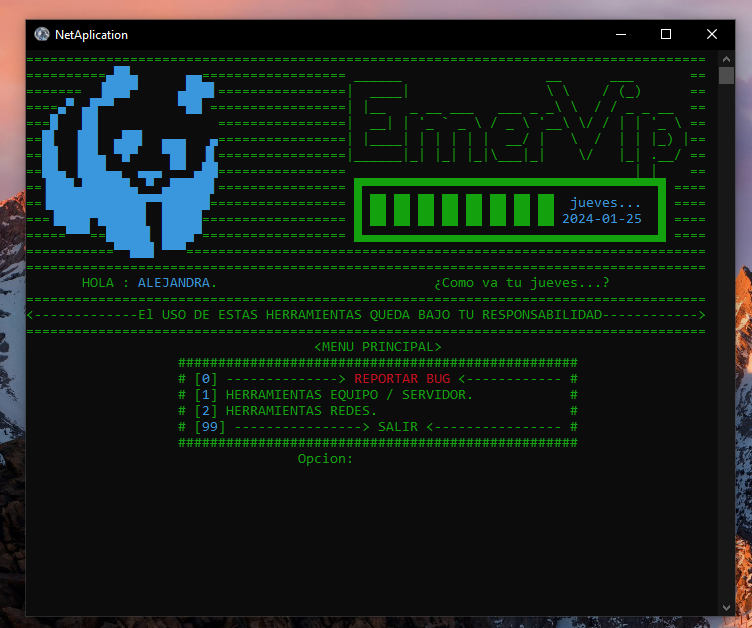 NetAplication
EmerVip
jueves...
2024-01-25
HOLA : ALEJANDRA. ¿Como va tu jueves...?
<-------------El USO DE ESTAS HERRAMIENTAS QUEDA BAJO TU RESPONSABILIDAD------------>
<MENU PRINCIPAL>
##################################################
# [0] --------------> REPORTAR BUG <------------ #
# [1] HERRAMIENTAS EQUIPO / SERVIDOR. #
# [2] HERRAMIENTAS REDES. #
# [99] ----------------> SALIR <---------------- #
##################################################
Opcion: